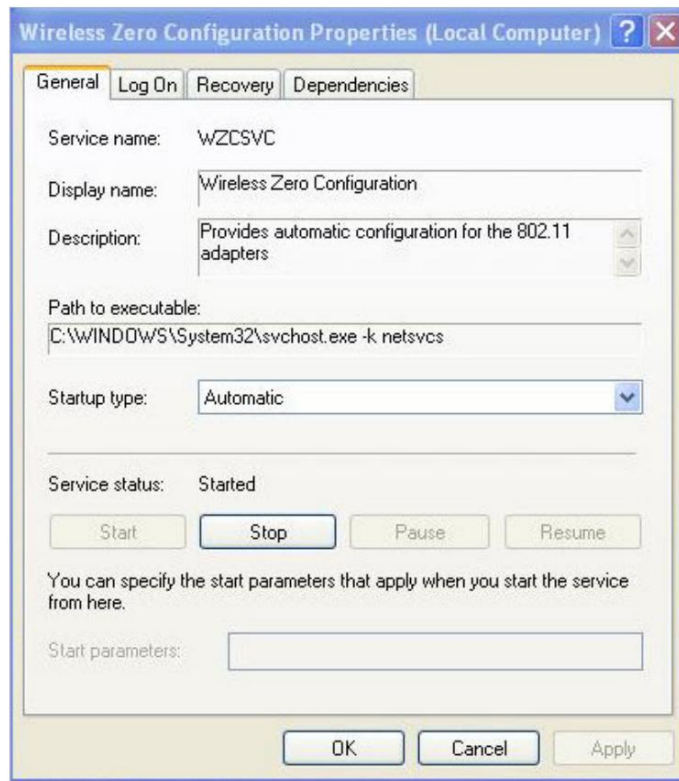 Wireless Zero Configuration Properties (Local Computer)
General Log On Recovery Dependencies
Service name: WZCSVC
Display name: Wireless Zero Configuration
Description: Provides automatic configuration for the 802.11
adapters
Path to executable:
C:\WINDOWS\System32\svchost.exe -k netsvcs
Startup type: Automatic
Service status: Started
Start Stop Pause Resume
You can specify the start parameters that apply when you start the service
from here.
Start parameters:
OK Cancel Apply